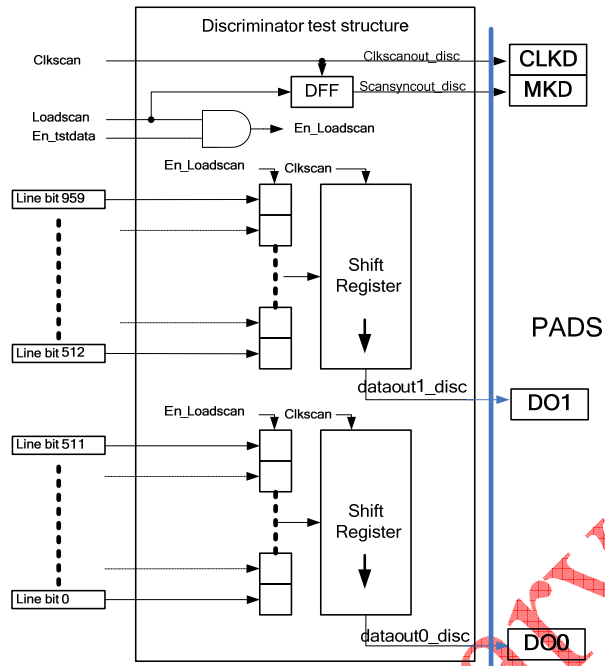 Discriminator test structure
Clkscan
Clkscanout_disc
CLKD
DFF
Scansyncout_disc
MKD
Loadscan
En_tstdata
En_Loadscan
En_Loadscan
Clkscan
Line bit 959
Shift
Register
PADS
Line bit 512
dataout1_disc
DO1
En_Loadscan
Clkscan
Line bit 511
Shift
Register
Line bit 0
dataout0_disc
DO0